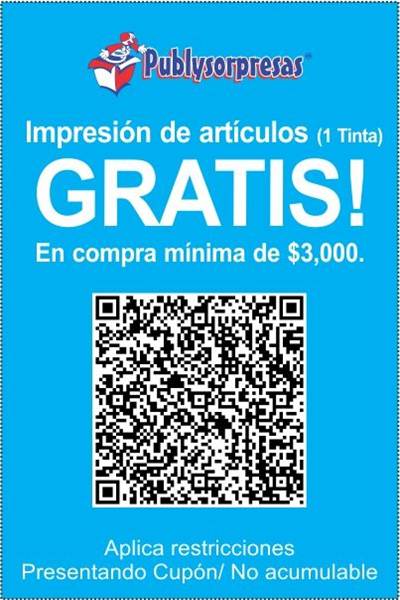 Publysorpresas
Impresión de artículos (1 Tinta)
GRATIS!
En compra mínima de $3,000.
Aplica restricciones
Presentando Cupón/ No acumulable